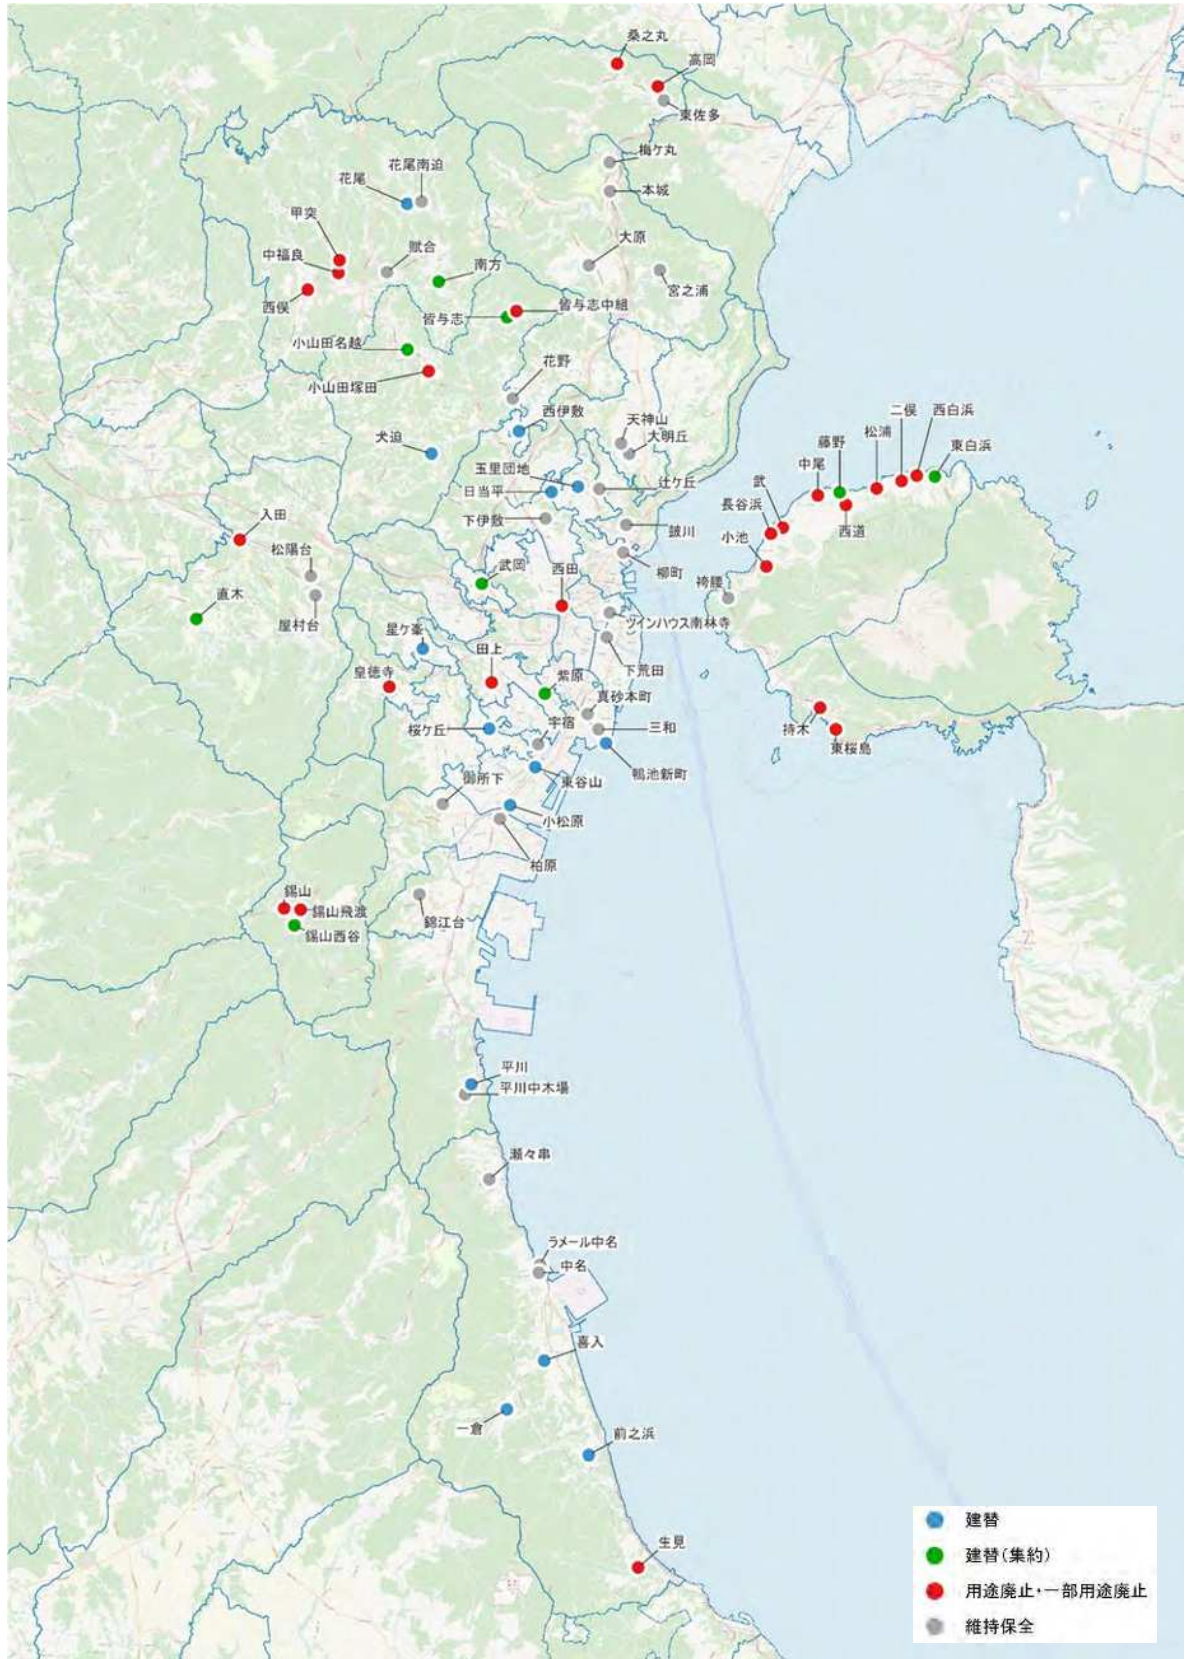 桑之丸
高岡
東佐多
梅ケ丸
本城
花尾南迫
花尾
甲突
中福良
賦合
南方
西俣
大原
宮之浦
皆与志中組
皆与志
小山田名越
小山田塚田
花野
西伊敷
天神山
大明丘
犬迫
玉里団地
日当平
辻ケ丘
下伊敷
皷川
柳町
二俣
西白浜
藤野
松浦
東白浜
中尾
武
長谷浜
西道
小池
袴腰
入田
松陽台
直木
屋村台
武岡
西田
ツインハウス南林寺
下荒田
星ケ峯
田上
皇徳寺
紫原
真砂本町
桜ケ丘
宇宿
三和
鴨池新町
持木
東桜島
御所下
東谷山
小松原
柏原
錫山
錫山飛渡
錫山西谷
錦江台
平川
平川中木場
瀬々串
ラメール中名
中名
喜入
一倉
前之浜
生見
建替
建替(集約)
用途廃止・一部用途廃止
維持保全